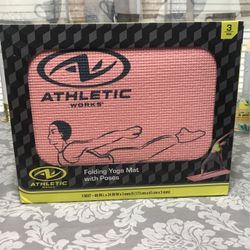 3
ATHLETIC
WORKS
Folding Yoga Mat
with Poses
ATHLETIC
WORKS